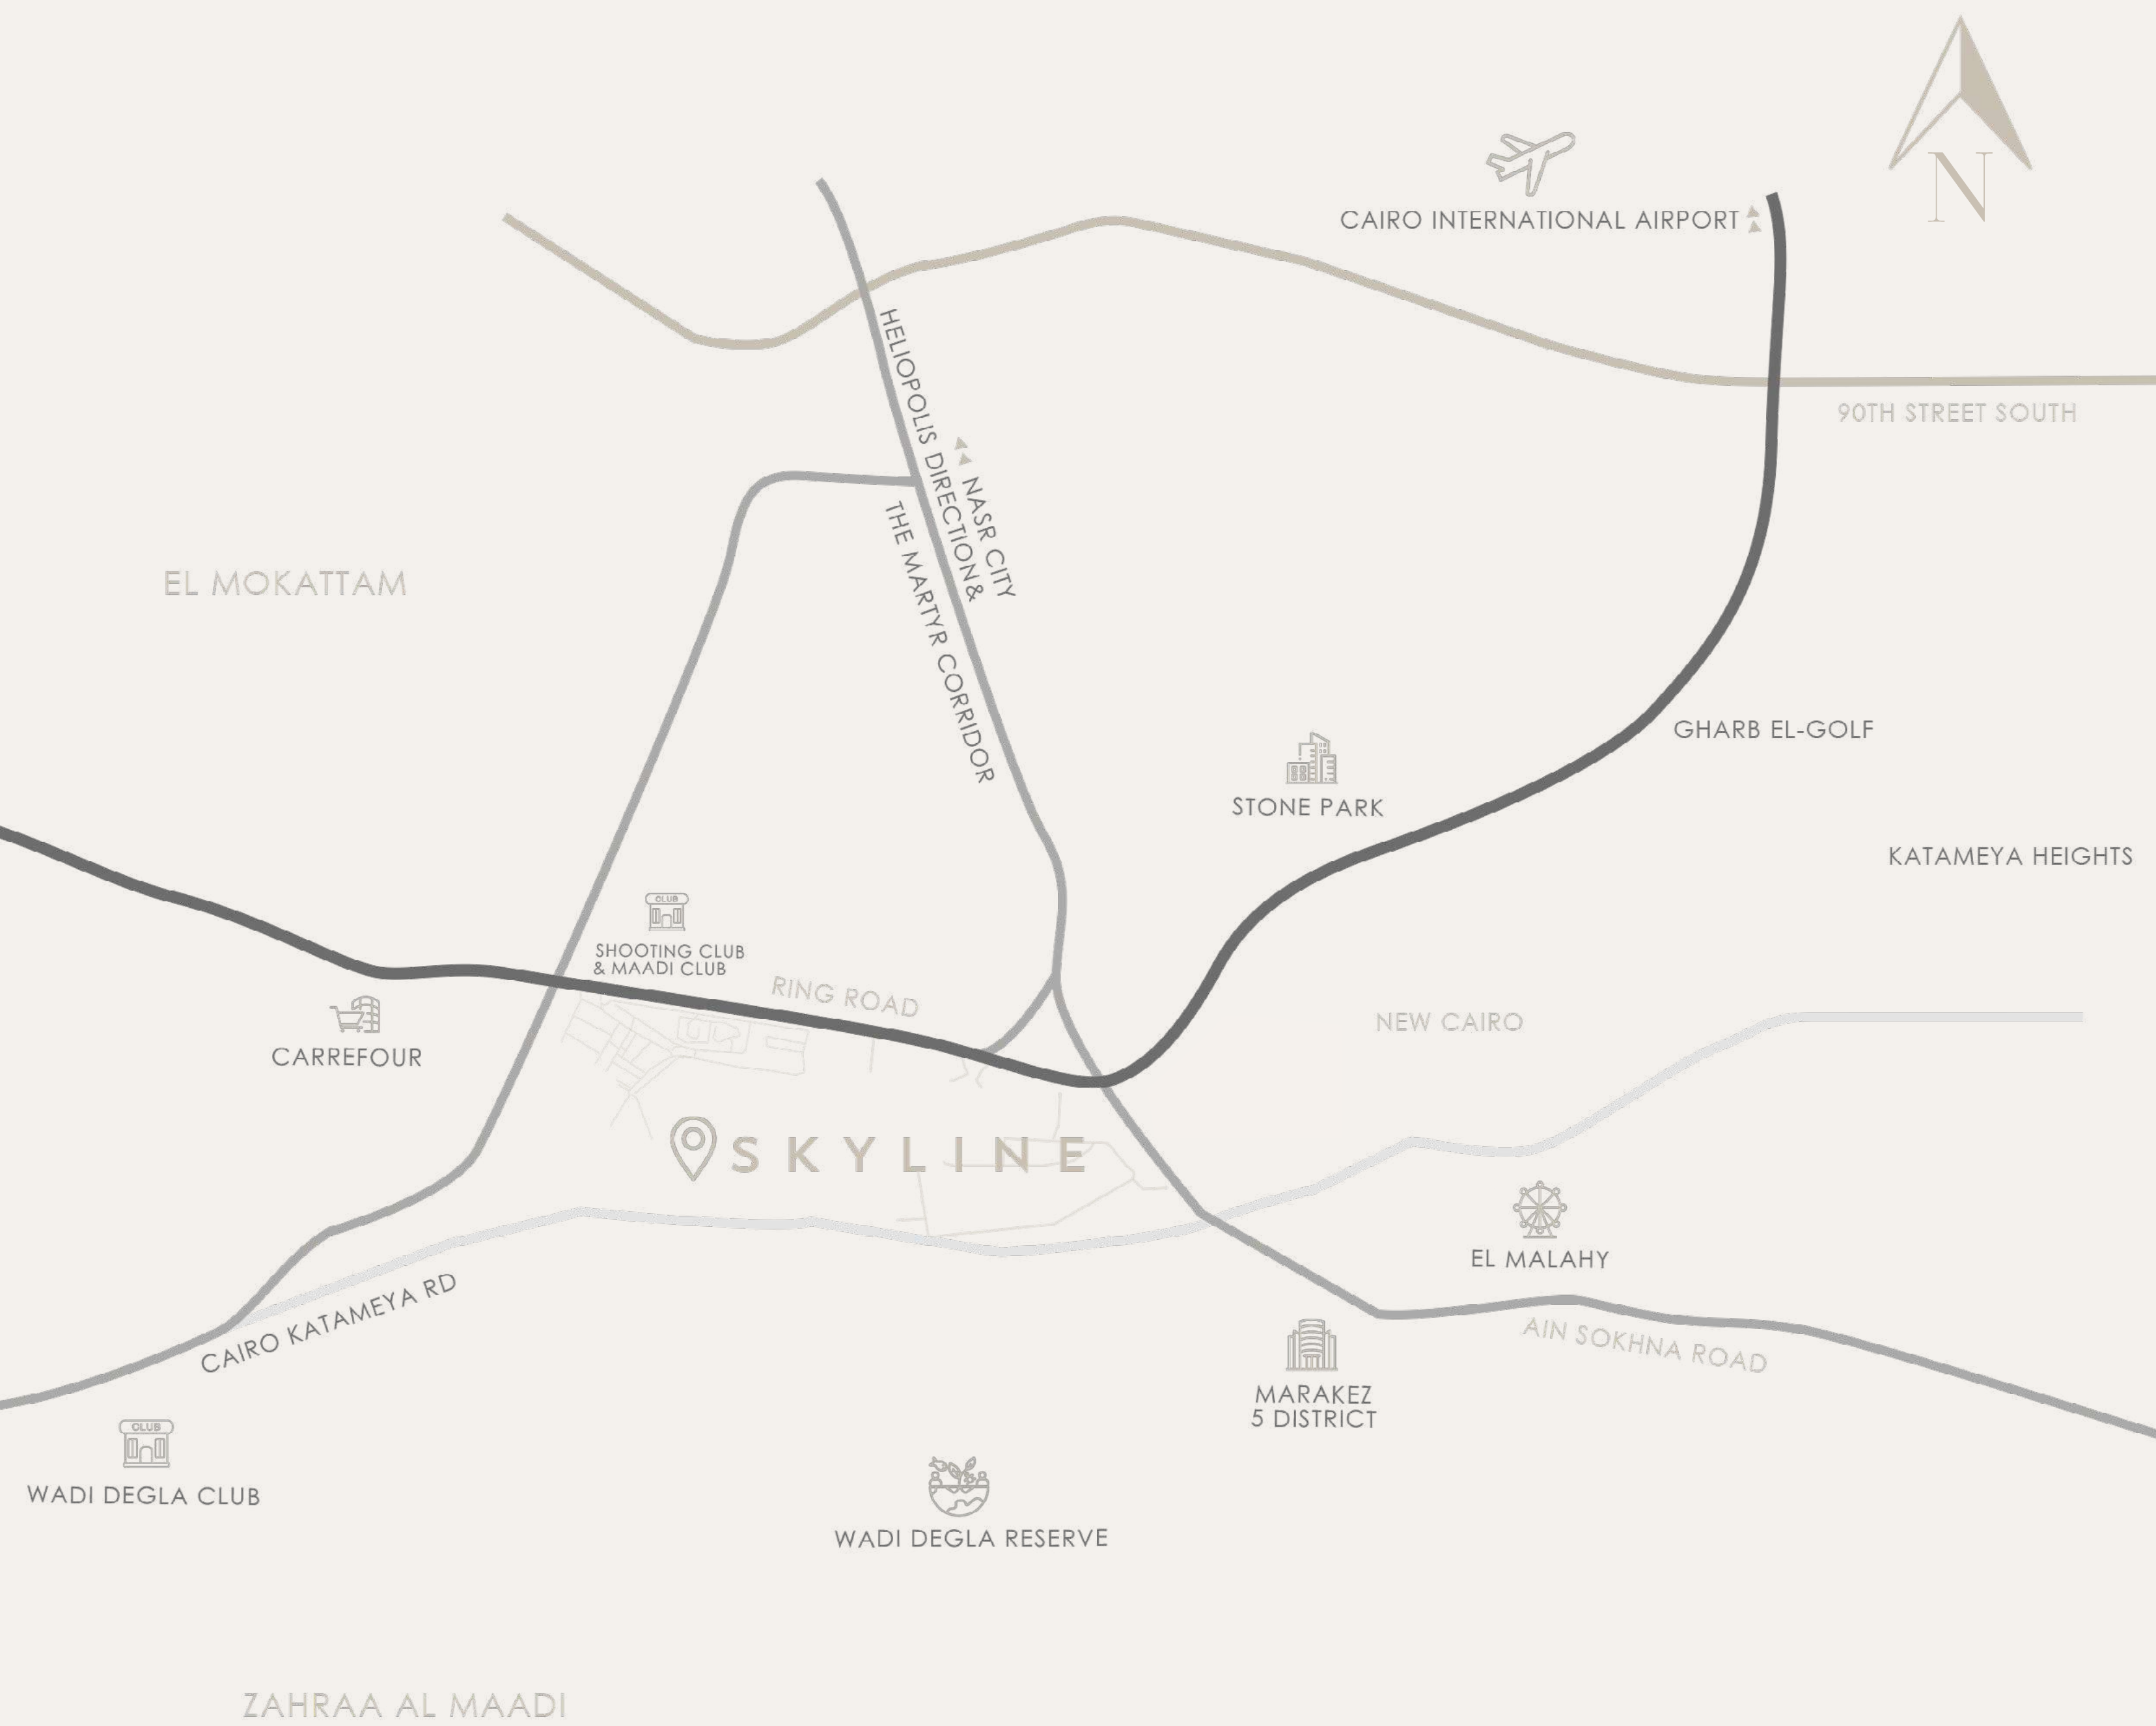 N
CAIRO INTERNATIONAL AIRPORT
90TH STREET SOUTH
HELIOPOLIS DIRECTION&
NASR CITY
THE MARTYR CORRIDOR
EL MOKATTAM
GHARB EL-GOLF
STONE PARK
KATAMEYA HEIGHTS
CLUB
SHOOTING CLUB
& MAADI CLUB
RING ROAD
NEW CAIRO
CARREFOUR
SKYLINE
EL MALAHY
CAIRO KATAMEYA RD
AIN SOKHNA ROAD
MARAKEZ
5 DISTRICT
CLUB
WADI DEGLA CLUB
WADI DEGLA RESERVE
ZAHRAA AL MAADI